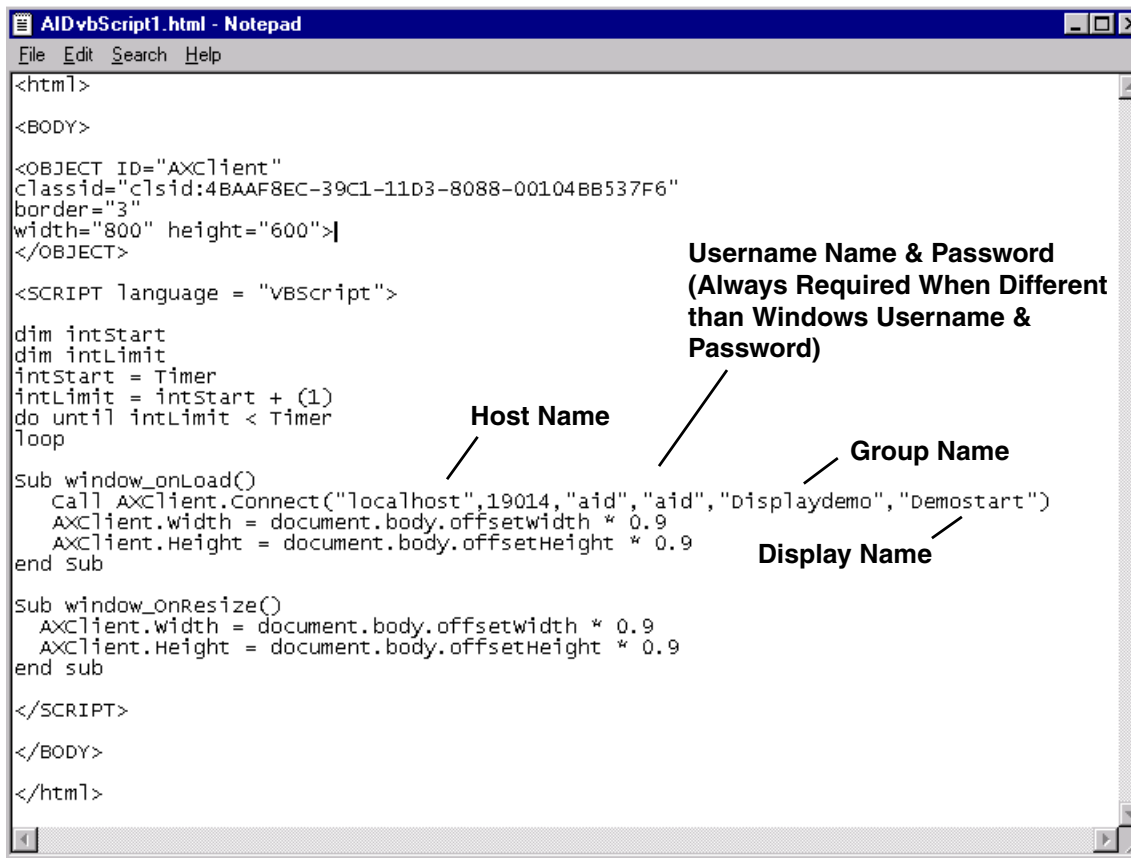 AIDvbScript1.html - Notepad
File Edit Search Help
<html>
<BODY>
<OBJECT ID="AXClient"
classid="clsid:4BAAF8EC-39C1-11D3-8088-00104BB537F6"
border="3"
width="800" height="600">
</OBJECT>
<SCRIPT language = "VBScript">
dim intStart
dim intLimit
intStart = Timer
intLimit = intStart + (1)
do until intLimit < Timer
loop
Sub window_onLoad()
Call AXClient.Connect("localhost",19014,"aid","aid","Displaydemo","Demostart")
AXClient.Width = document.body.offsetWidth * 0.9
AXClient.Height = document.body.offsetHeight * 0.9
end Sub
Sub window_OnResize()
AXClient.Width = document.body.offsetWidth * 0.9
AXClient.Height = document.body.offsetHeight * 0.9
end sub
</SCRIPT>
</BODY>
</html>
Username Name & Password
(Always Required When Different
than Windows Username &
Password)
Host Name
Group Name
Display Name